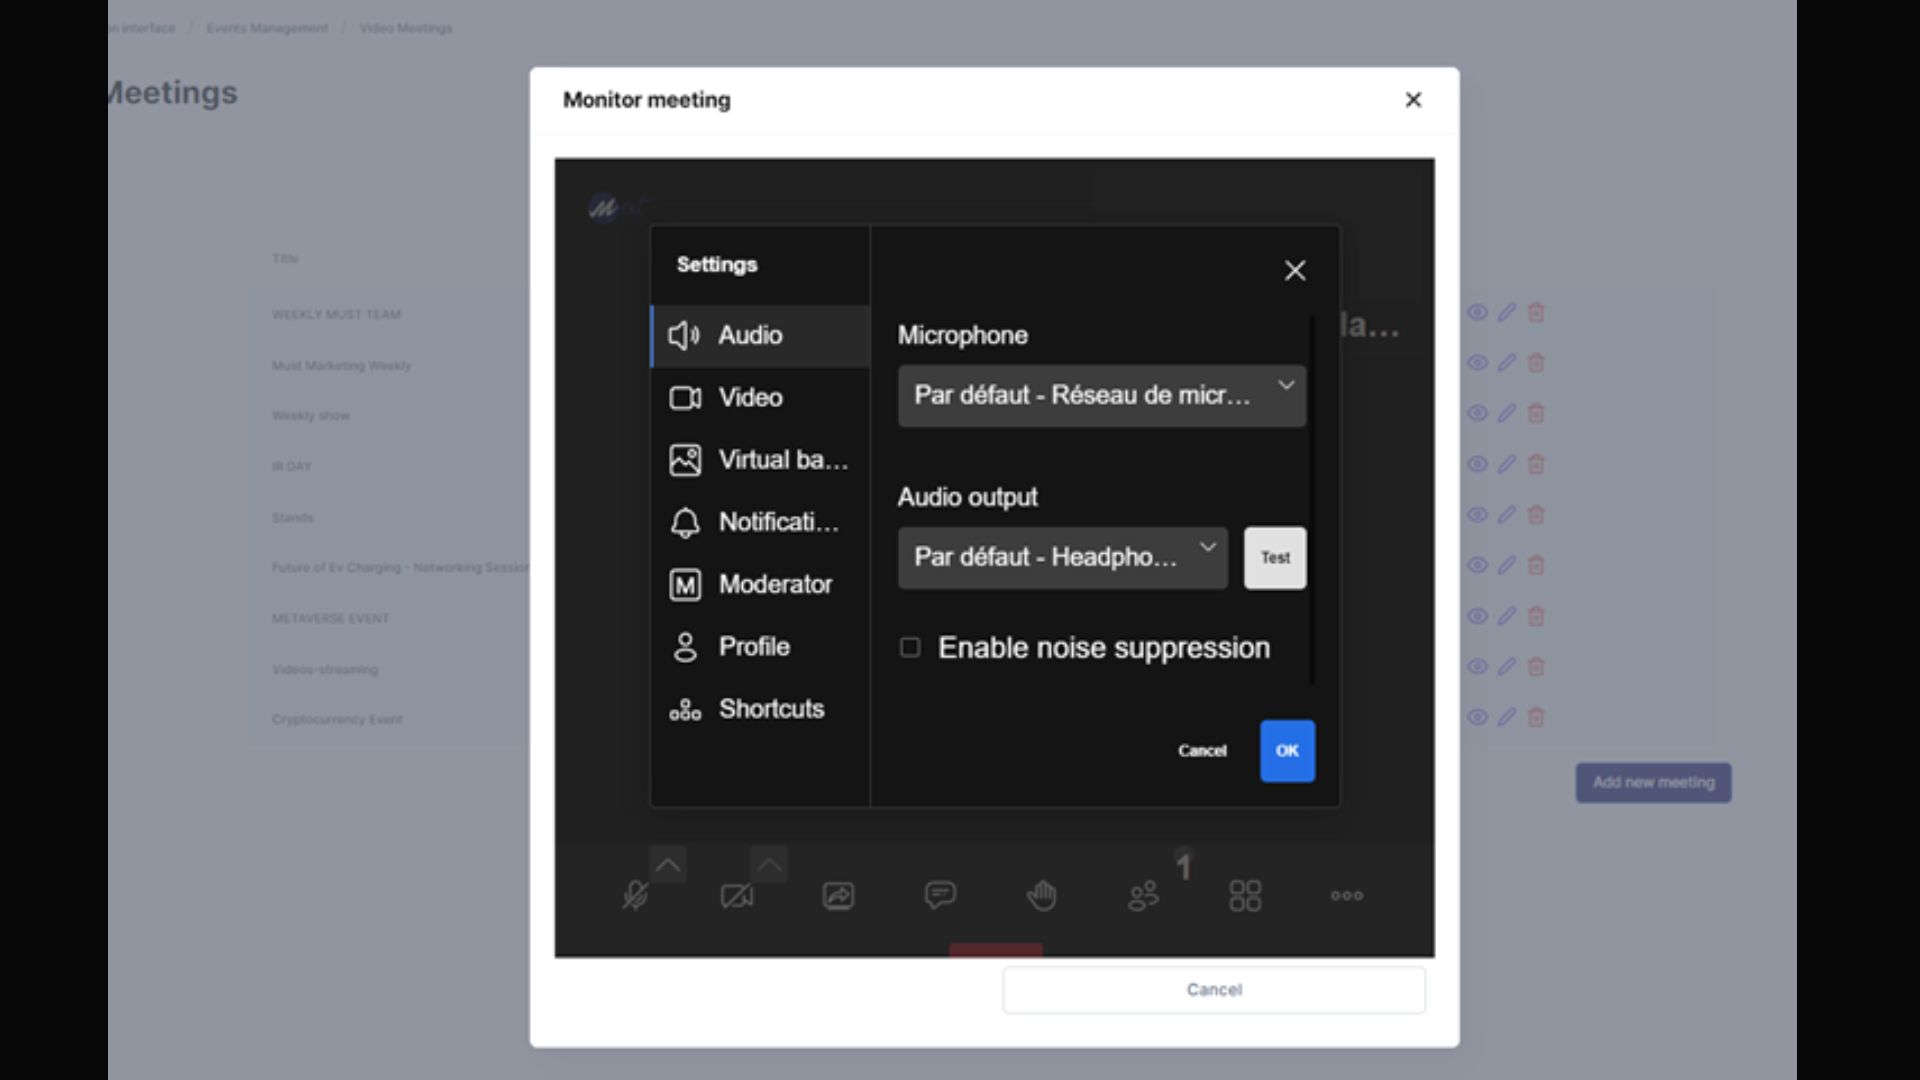 on interface / Events Management / Video Meetings
Meetings
Monitor meeting
Title
WEEKLY MUST TEAM
Must Marketing Weekly
Weekly show
IR DAY
Stands
Future of Ev Charging - Networking Session
METAVERSE EVENT
Videos-streaming
Cryptocurrency Event
Settings
Audio
Video
Virtual ba...
Notificati...
Moderator
Profile
Shortcuts
Microphone
Par défaut - Réseau de micr...
Audio output
Par défaut - Headpho...
Test
Enable noise suppression
Cancel
OK
la...
1
Cancel
Add new meeting